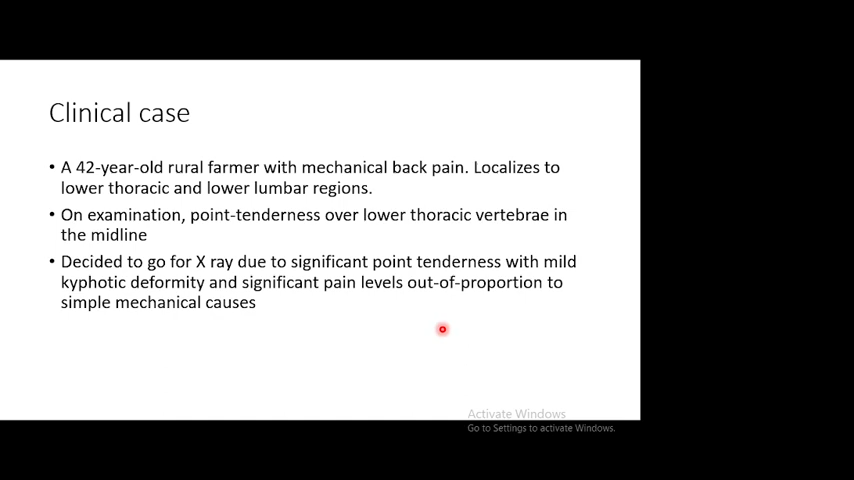 Clinical case
• A 42-year-old rural farmer with mechanical back pain. Localizes to
lower thoracic and lower lumbar regions.
• On examination, point-tenderness over lower thoracic vertebrae in
the midline
• Decided to go for X ray due to significant point tenderness with mild
kyphotic deformity and significant pain levels out-of-proportion to
simple mechanical causes
Activate Windows
Go to Settings to activate Windows.